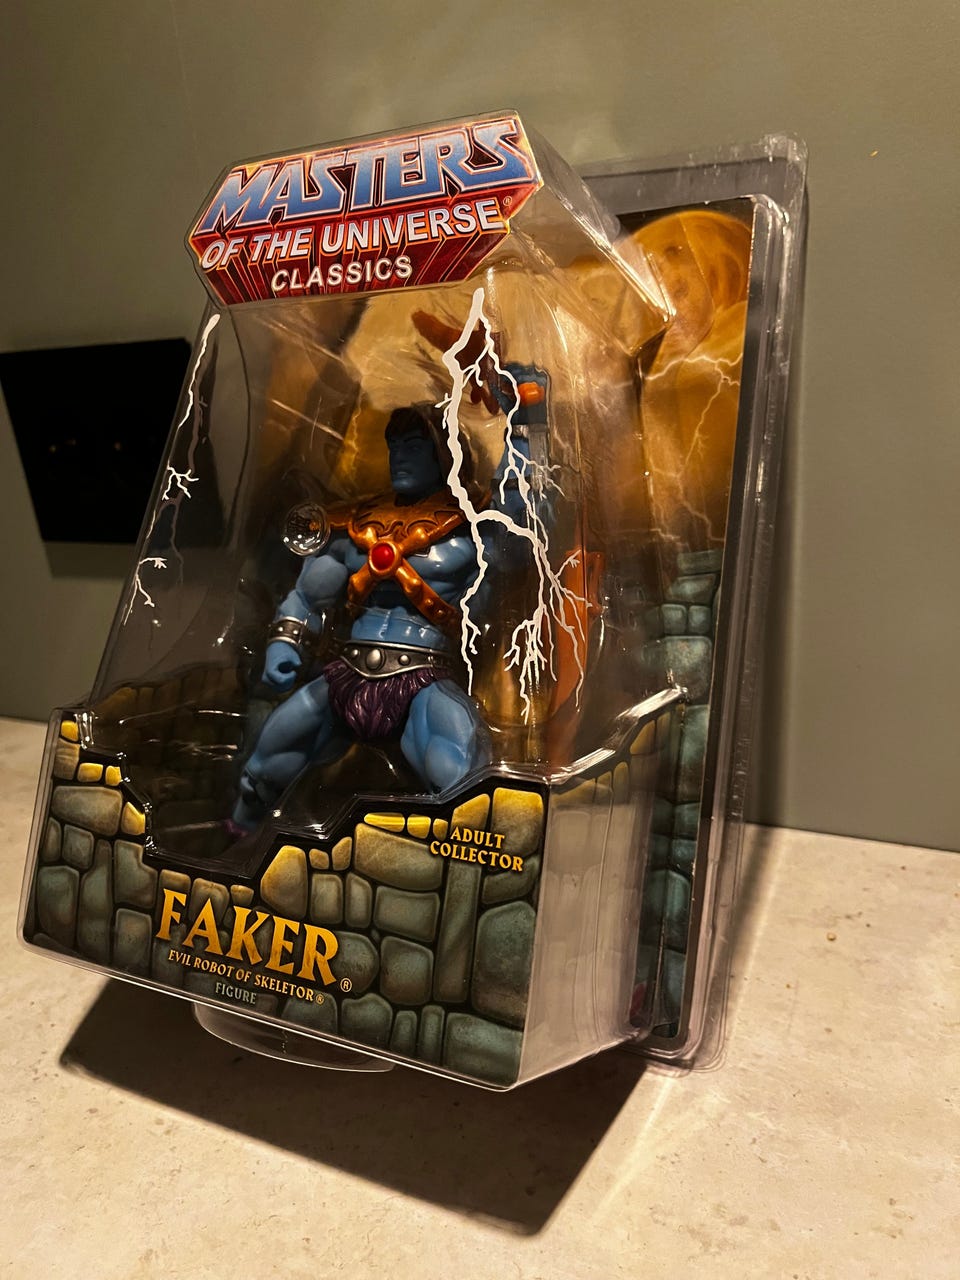 MASTERS
OF THE UNIVERSE®
CLASSICS
ADULT
COLLECTOR
FAKER®
EVIL ROBOT OF SKELETOR®
FIGURE